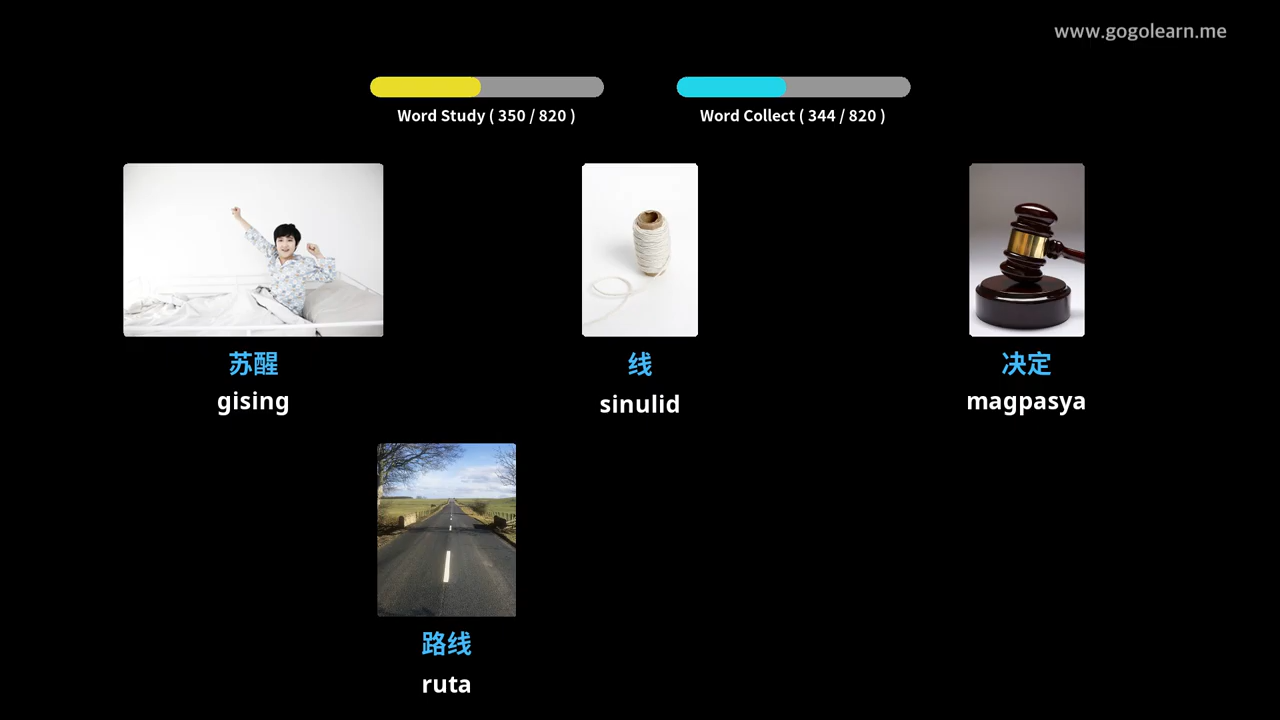 www.gogolearn.me
Word Study ( 350 / 820 )
Word Collect ( 344 / 820 )
苏醒
gising
线
sinulid
决定
magpasya
路线
ruta